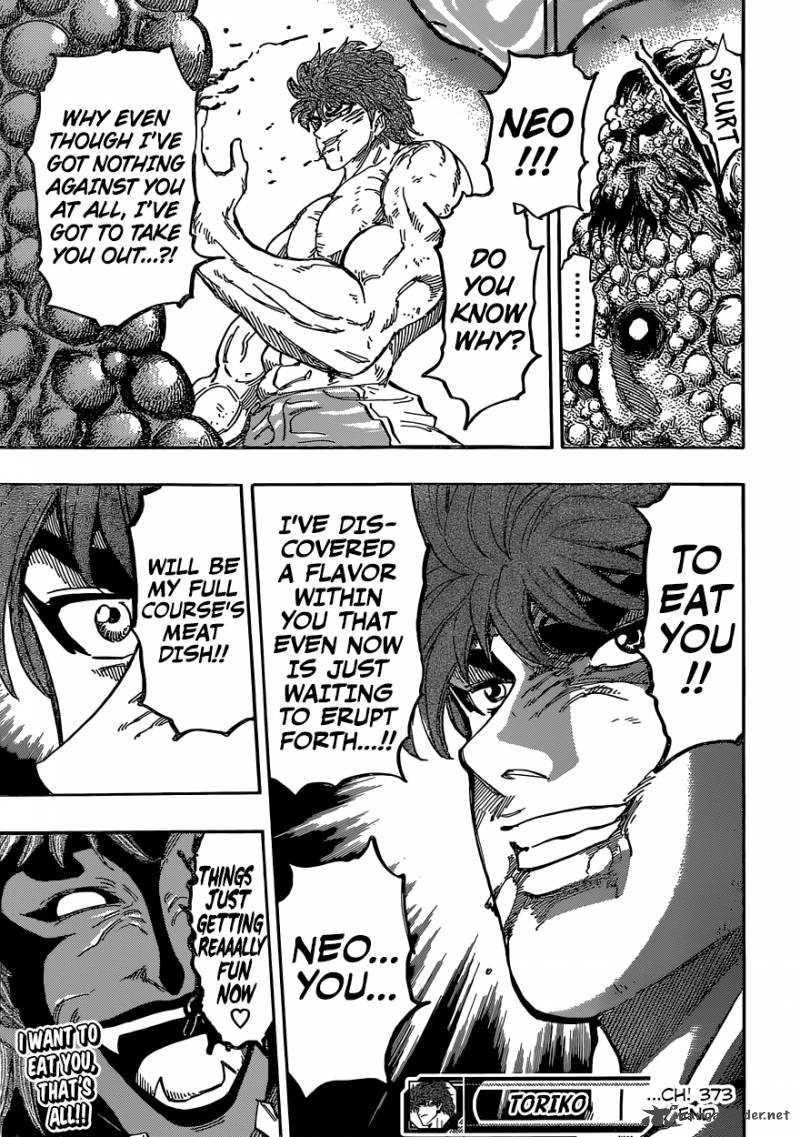 SPLURT
.........
NEO
!!!
DO
YOU
KNOW
WHY?
WHY EVEN
THOUGH I'VE
GOT NOTHING
AGAINST YOU
AT ALL, I'VE
GOT TO TAKE
YOU OUT...?!
TO
EAT
YOU
!!
I'VE DIS-
COVERED
A FLAVOR
WITHIN
YOU THAT
EVEN NOW
IS JUST
WAITING
TO ERUPT
FORTH...!!
NEO...
YOU...
WILL BE
MY FULL
COURSE'S
MEAT
DISH!!
THINGS
JUST
GETTING
REAAALLY
FUN
NOW
♡
I WANT TO
EAT YOU,
THAT'S
ALL!!
TORIKO
...CH! 373
END